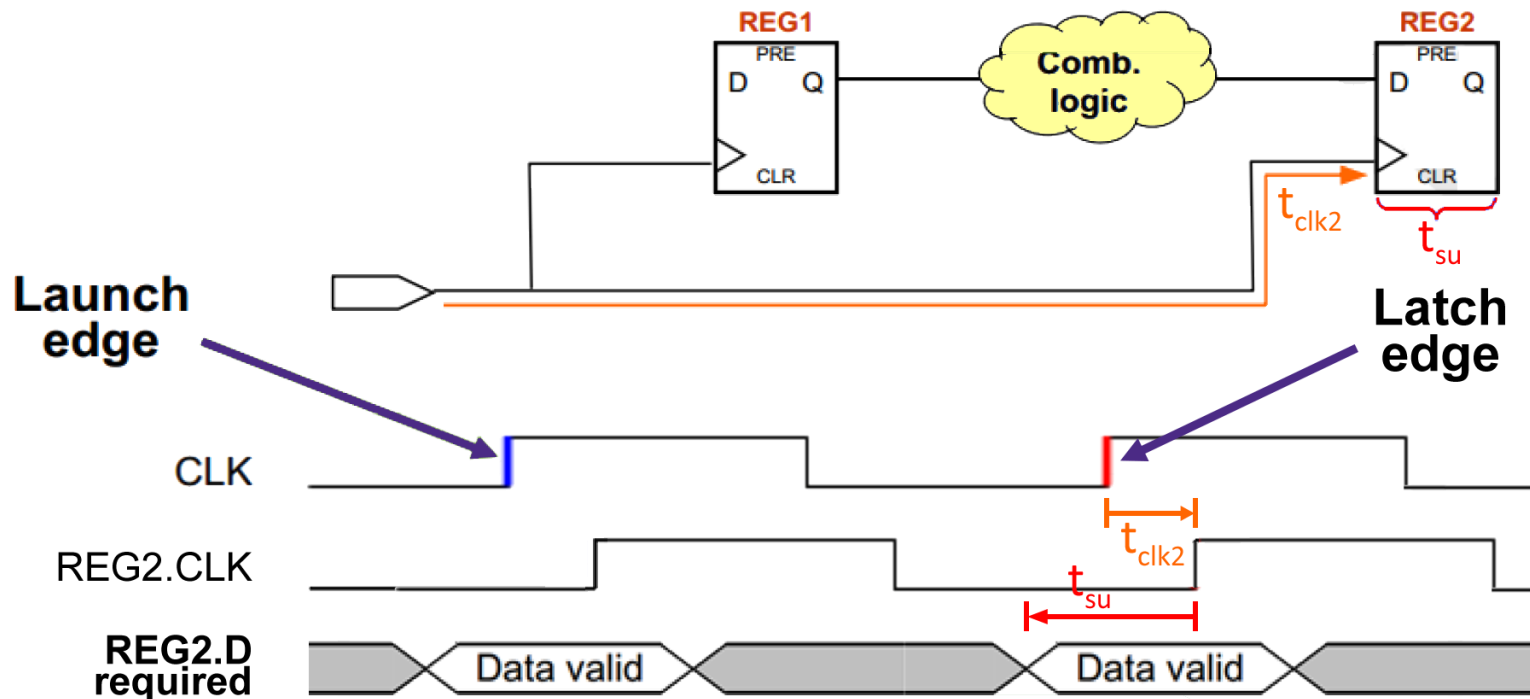 REG1
REG2
PRE
D Q
CLR
Comb.
logic
PRE
D Q
CLR
tclk2
tsu
Launch
edge
Latch
edge
CLK
tclk2
REG2.CLK
tsu
REG2.D
required
Data valid
Data valid